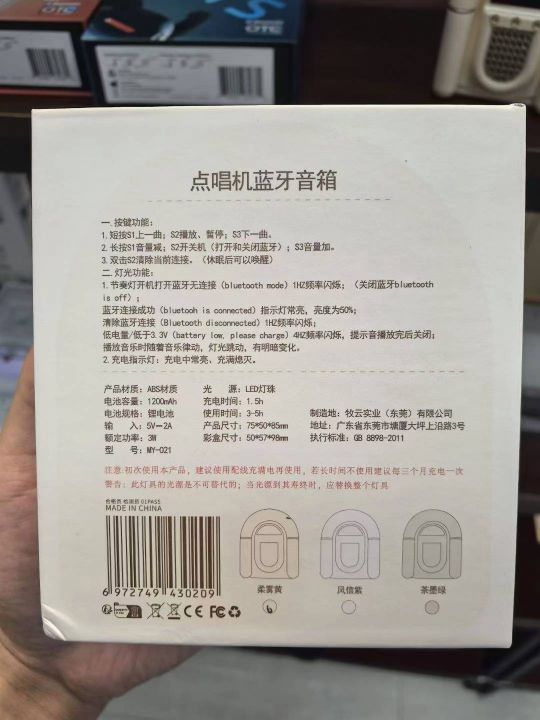 OTC
点唱机蓝牙音箱
一.按键功能:
1.短按S1上一曲；S2播放、暂停；S3下一曲。
2.长按S1音量减；S2开关机（打开和关闭蓝牙）；S3音量加。
3.双击S2清除当前连接。（休眠后可以唤醒）
二.灯光功能:
1.节奏灯开机打开蓝牙无连接（bluetooth mode）1HZ频率闪烁；（关闭蓝牙bluetooth
is off）；
蓝牙连接成功（bluetooh is connected）指示灯常亮，亮度为50%；
清除蓝牙连接（Bluetooth disconnected）1HZ频率闪烁；
低电量/低于3.3V（battery low, please charge）4HZ频率闪烁，提示音播放完后关闭；
播放音乐时随着音乐律动，灯光跳动，有明暗变化。
2.充电指示灯：充电中常亮、充满熄灭。
产品材质：ABS材质 光 源：LED灯珠
电池容量：1200mAh 充电时间：1.5h
电池规格：锂电池 使用时间：3-5h 制造地：牧云实业（东莞）有限公司
输 入：5V⎓2A 产品尺寸：75*50*85mm 地址：广东省东莞市塘厦大坪上沿路3号
额定功率：3W 彩盒尺寸：50*57*98mm 执行标准：GB 8898-2011
型 号：MY-021
注意:初次使用本产品，建议使用配线充满电再使用，若长时间不使用建议每三个月充电一次
警告：此灯具的光源是不可替代的；当光源到其寿终时，应替换整个灯具
合格员 检测员 01PASS
MADE IN CHINA
6 972749 430209
柔雾黄 风信紫 茶墨绿
CE FC